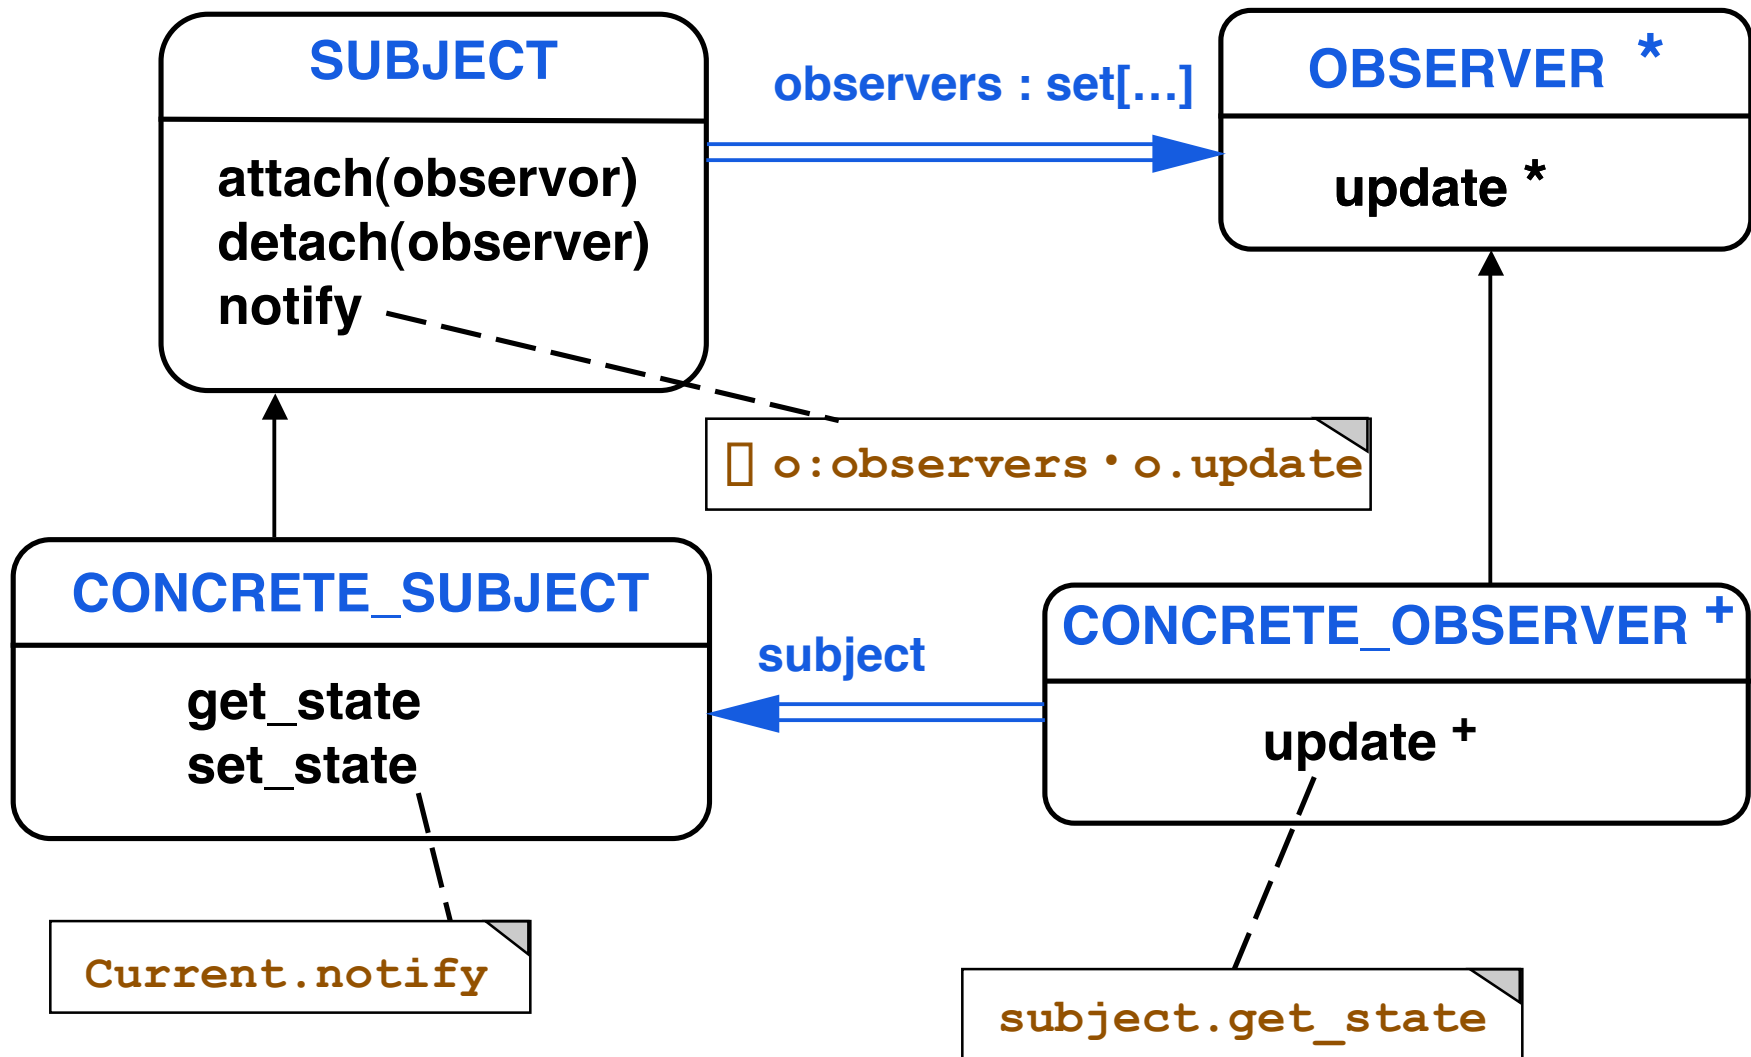 SUBJECT
attach(observor)
detach(observer)
notify
observers : set[…]
OBSERVER *
update *
o:observers • o.update
CONCRETE_SUBJECT
get_state
set_state
subject
CONCRETE_OBSERVER +
update +
Current.notify
subject.get_state